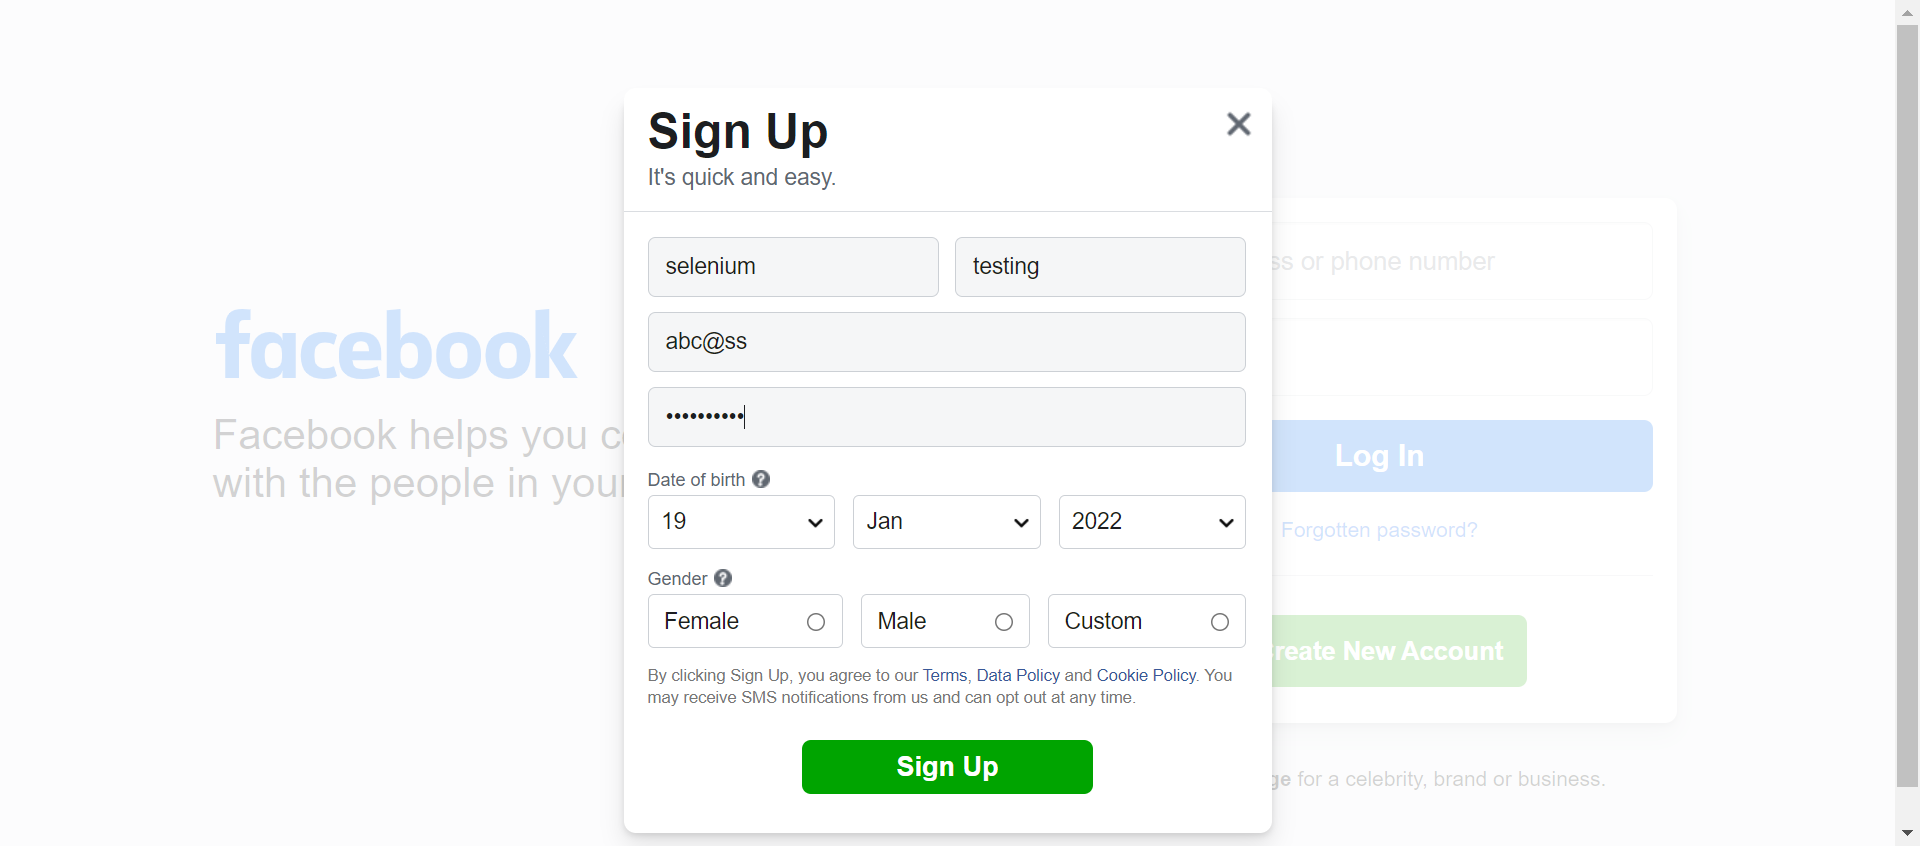 Sign Up
It's quick and easy.
selenium testing
abc@ss
••••••••••
Date of birth ?
19 Jan 2022
Gender ?
Female Male Custom
By clicking Sign Up, you agree to our Terms, Data Policy and Cookie Policy. You
may receive SMS notifications from us and can opt out at any time.
Sign Up
facebook
Facebook helps you c
with the people in your
ss or phone number
Log In
Forgotten password?
reate New Account
ge for a celebrity, brand or business.